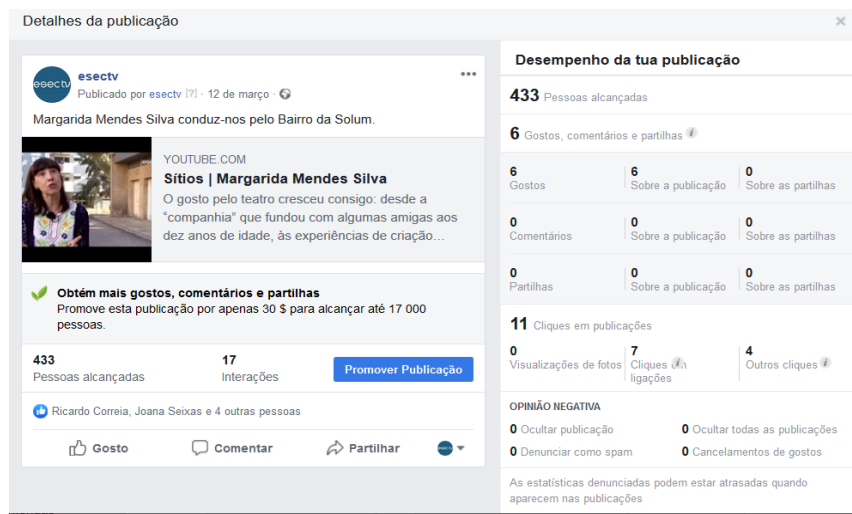 Detalhes da publicação
×
esectv
esectv
Publicado por esectv [?] · 12 de março ·
Margarida Mendes Silva conduz-nos pelo Bairro da Solum.
YOUTUBE.COM
Sítios | Margarida Mendes Silva
O gosto pelo teatro cresceu consigo: desde a
"companhia" que fundou com algumas amigas aos
dez anos de idade, às experiências de criação...
Obtém mais gostos, comentários e partilhas
Promove esta publicação por apenas 30 $ para alcançar até 17 000
pessoas.
433
Pessoas alcançadas
17
Interações
Promover Publicação
Ricardo Correia, Joana Seixas e 4 outras pessoas
Gosto
Comentar
Partilhar
Desempenho da tua publicação
433 Pessoas alcançadas
6 Gostos, comentários e partilhas
6
Gostos
6
Sobre a publicação
0
Sobre as partilhas
0
Comentários
0
Sobre a publicação
0
Sobre as partilhas
0
Partilhas
0
Sobre a publicação
0
Sobre as partilhas
11 Cliques em publicações
0
Visualizações de fotos
7
Cliques em
ligações
4
Outros cliques
OPINIÃO NEGATIVA
0 Ocultar publicação
0 Ocultar todas as publicações
0 Denunciar como spam
0 Cancelamentos de gostos
As estatísticas denunciadas podem estar atrasadas quando
aparecem nas publicações